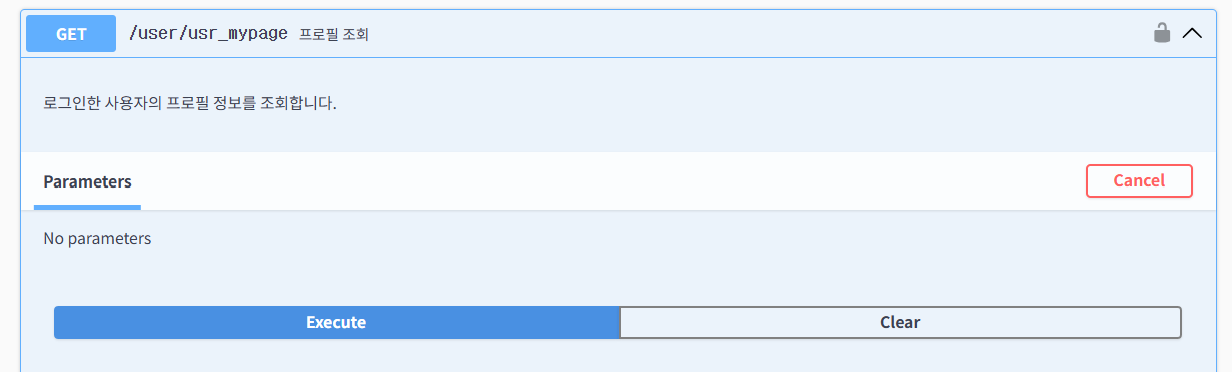 GET /user/usr_mypage 프로필 조회
로그인한 사용자의 프로필 정보를 조회합니다.
Parameters Cancel
No parameters
Execute Clear